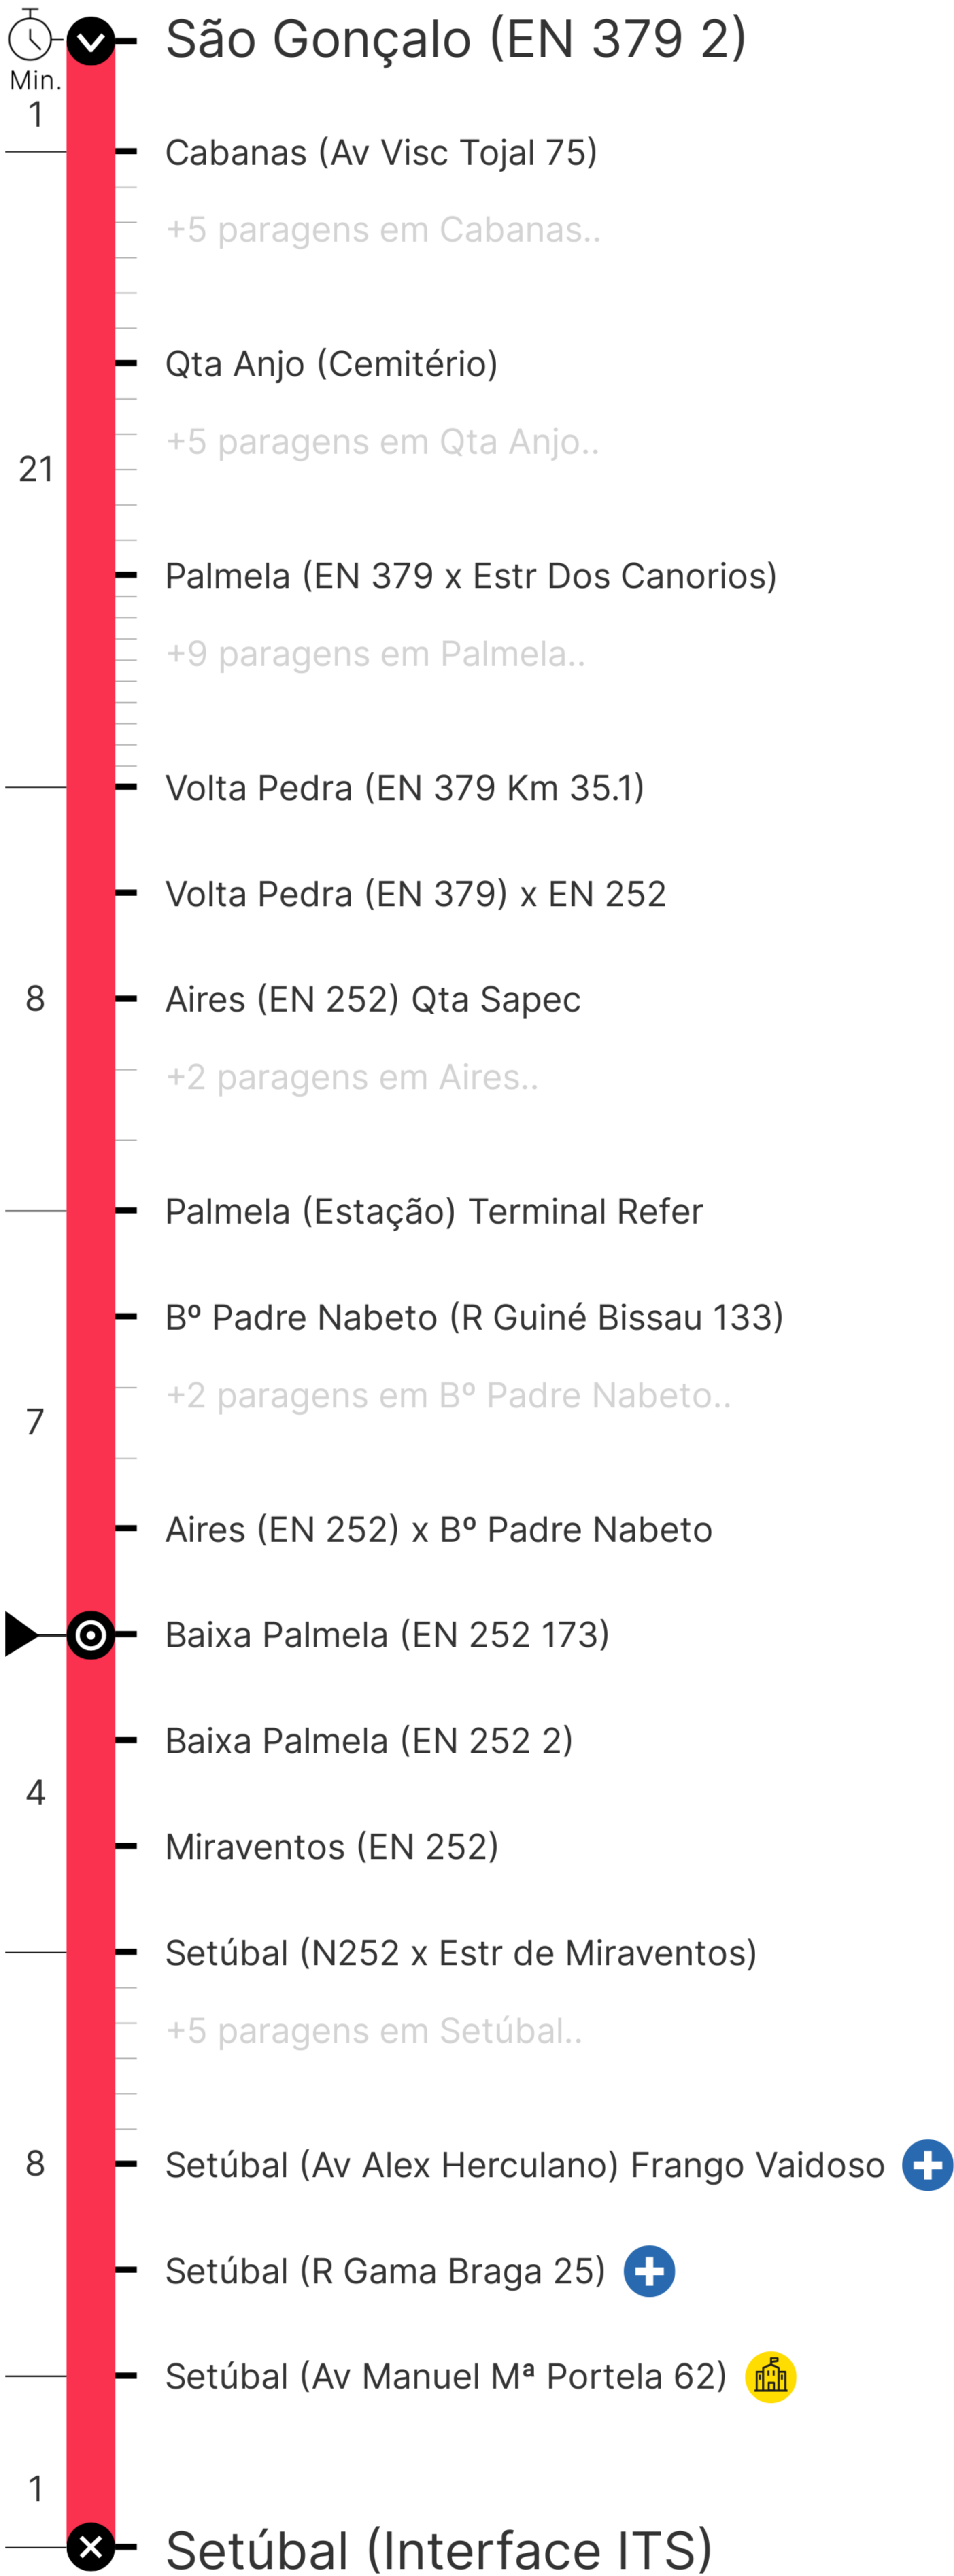 São Gonçalo (EN 379 2)
Min.
1
Cabanas (Av Visc Tojal 75)
+5 paragens em Cabanas..
Qta Anjo (Cemitério)
+5 paragens em Qta Anjo..
21
Palmela (EN 379 x Estr Dos Canorios)
+9 paragens em Palmela..
Volta Pedra (EN 379 Km 35.1)
Volta Pedra (EN 379) x EN 252
8
Aires (EN 252) Qta Sapec
+2 paragens em Aires..
Palmela (Estação) Terminal Refer
Bº Padre Nabeto (R Guiné Bissau 133)
+2 paragens em Bº Padre Nabeto..
7
Aires (EN 252) x Bº Padre Nabeto
Baixa Palmela (EN 252 173)
Baixa Palmela (EN 252 2)
4
Miraventos (EN 252)
Setúbal (N252 x Estr de Miraventos)
+5 paragens em Setúbal..
8
Setúbal (Av Alex Herculano) Frango Vaidoso
Setúbal (R Gama Braga 25)
Setúbal (Av Manuel Mª Portela 62)
1
Setúbal (Interface ITS)